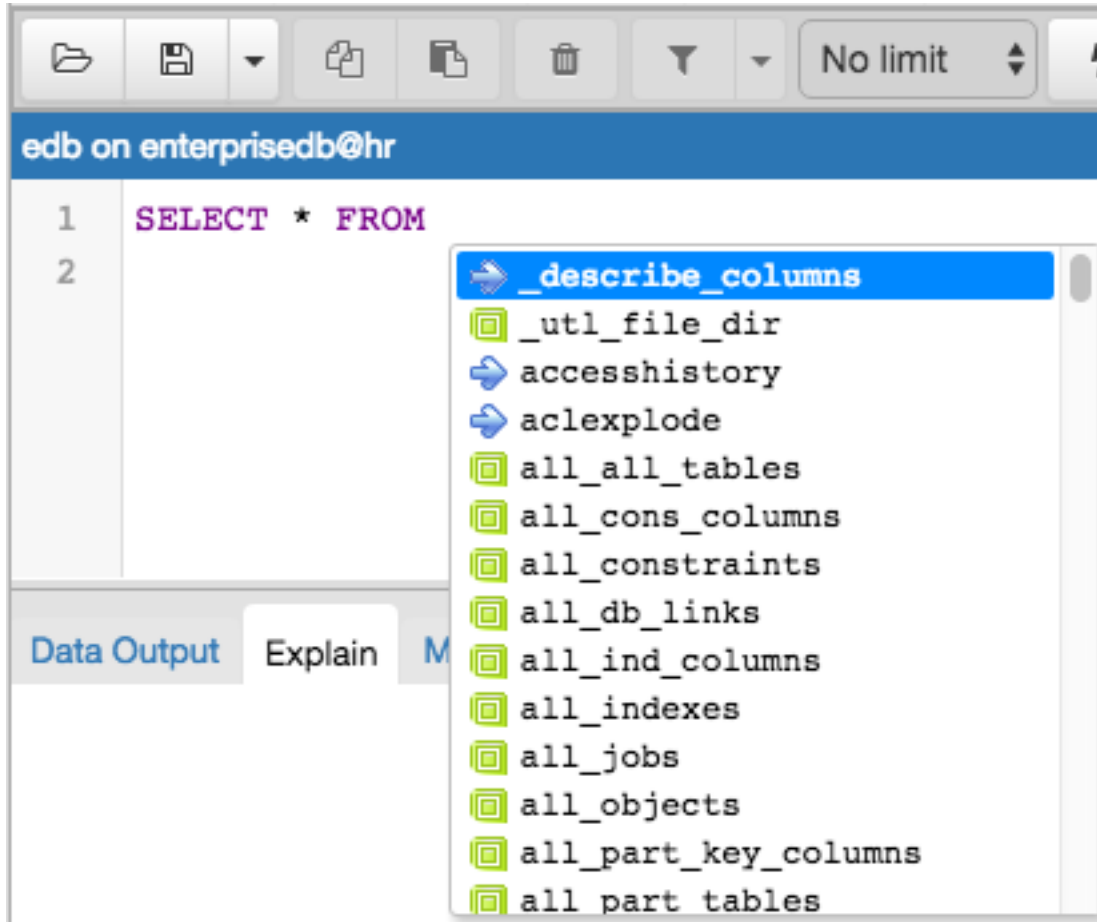 No limit
edb on enterprisedb@hr
1 SELECT * FROM
2
_describe_columns
_utl_file_dir
accesshistory
aclexplode
all_all_tables
all_cons_columns
all_constraints
all_db_links
all_ind_columns
all_indexes
all_jobs
all_objects
all_part_key_columns
all_part_tables
Data Output Explain M